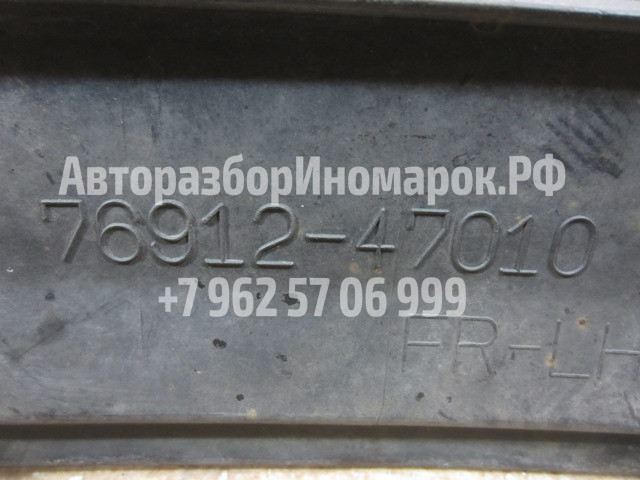 АвторазборИномарок.РФ
76912-47010
+7 962 57 06 999
FR-LH